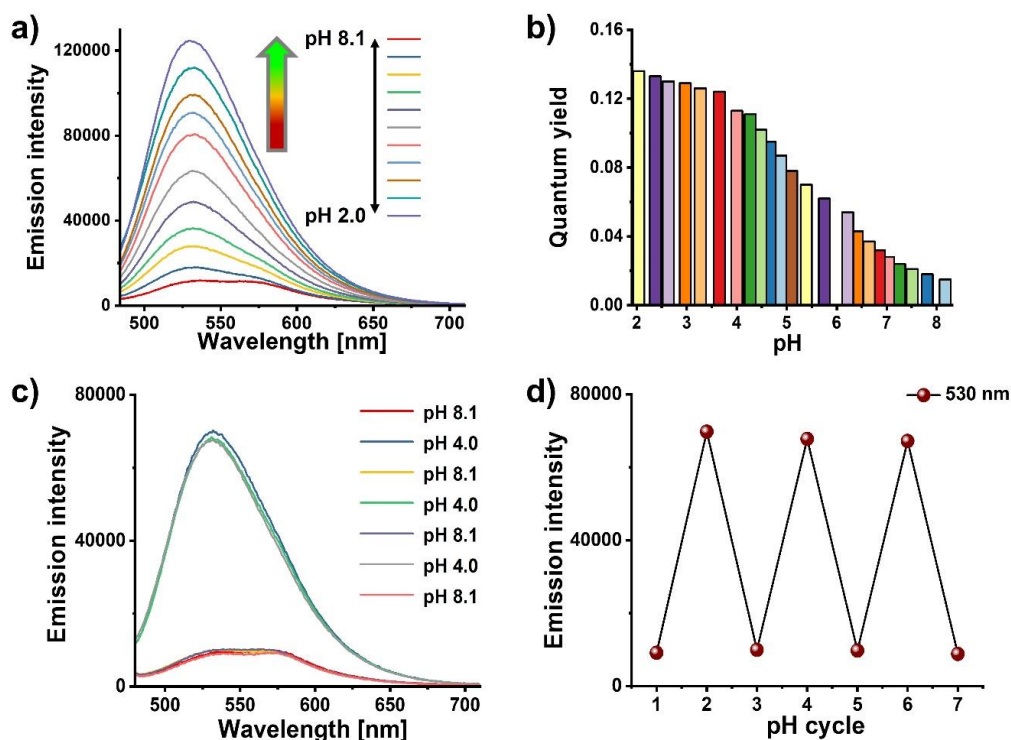 a)
pH 8.1
pH 2.0
Emission intensity
120000
80000
40000
0
500 550 600 650 700
Wavelength [nm]
b)
Quantum yield
0.16
0.12
0.08
0.04
0.00
2 3 4 5 6 7 8
pH
c)
Emission intensity
80000
40000
0
pH 8.1
pH 4.0
pH 8.1
pH 4.0
pH 8.1
pH 4.0
pH 8.1
500 550 600 650 700
Wavelength [nm]
d)
530 nm
Emission intensity
80000
40000
0
1 2 3 4 5 6 7
pH cycle